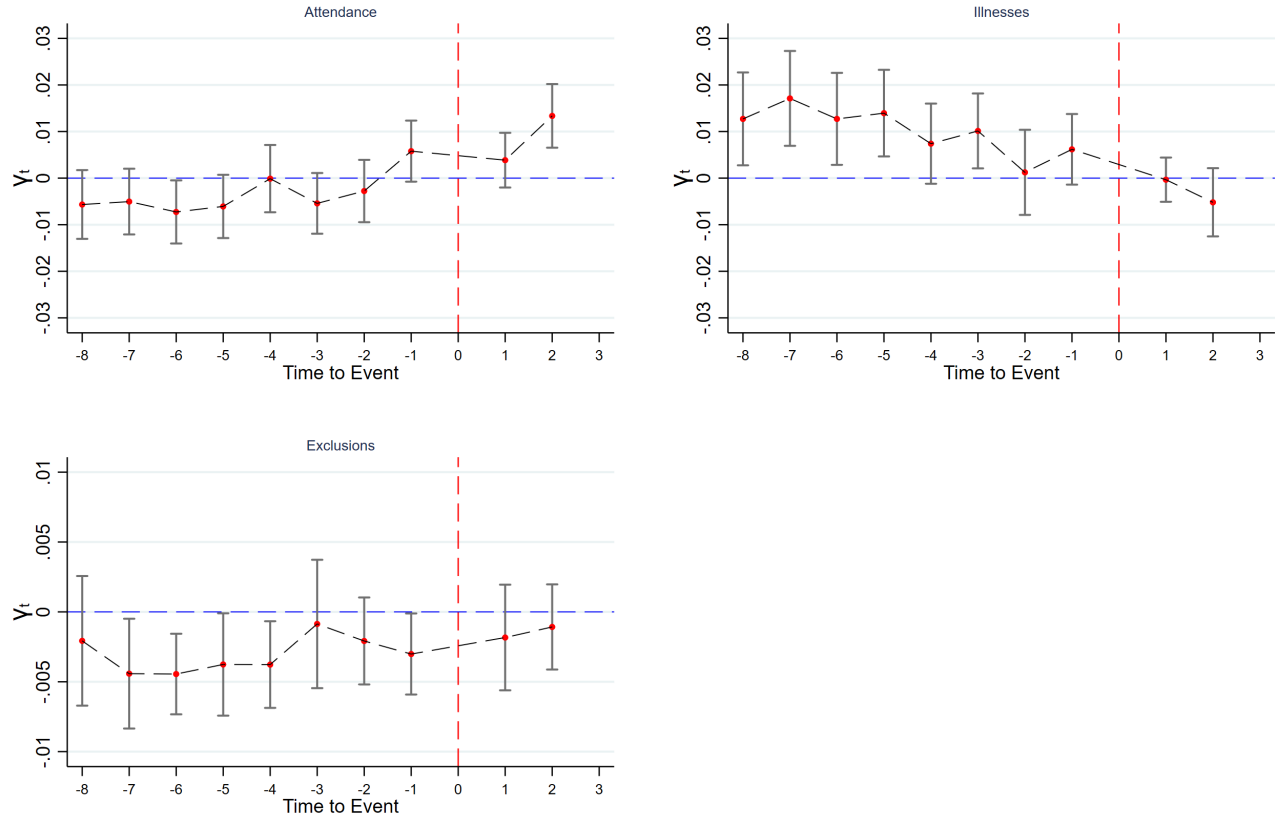 Attendance
.03
.02
.01
0
-.01
-.02
-.03
γt
-8 -7 -6 -5 -4 -3 -2 -1 0 1 2 3
Time to Event
Illnesses
.03
.02
.01
0
-.01
-.02
-.03
γt
-8 -7 -6 -5 -4 -3 -2 -1 0 1 2 3
Time to Event
Exclusions
.01
.005
0
-.005
-.01
γt
-8 -7 -6 -5 -4 -3 -2 -1 0 1 2 3
Time to Event